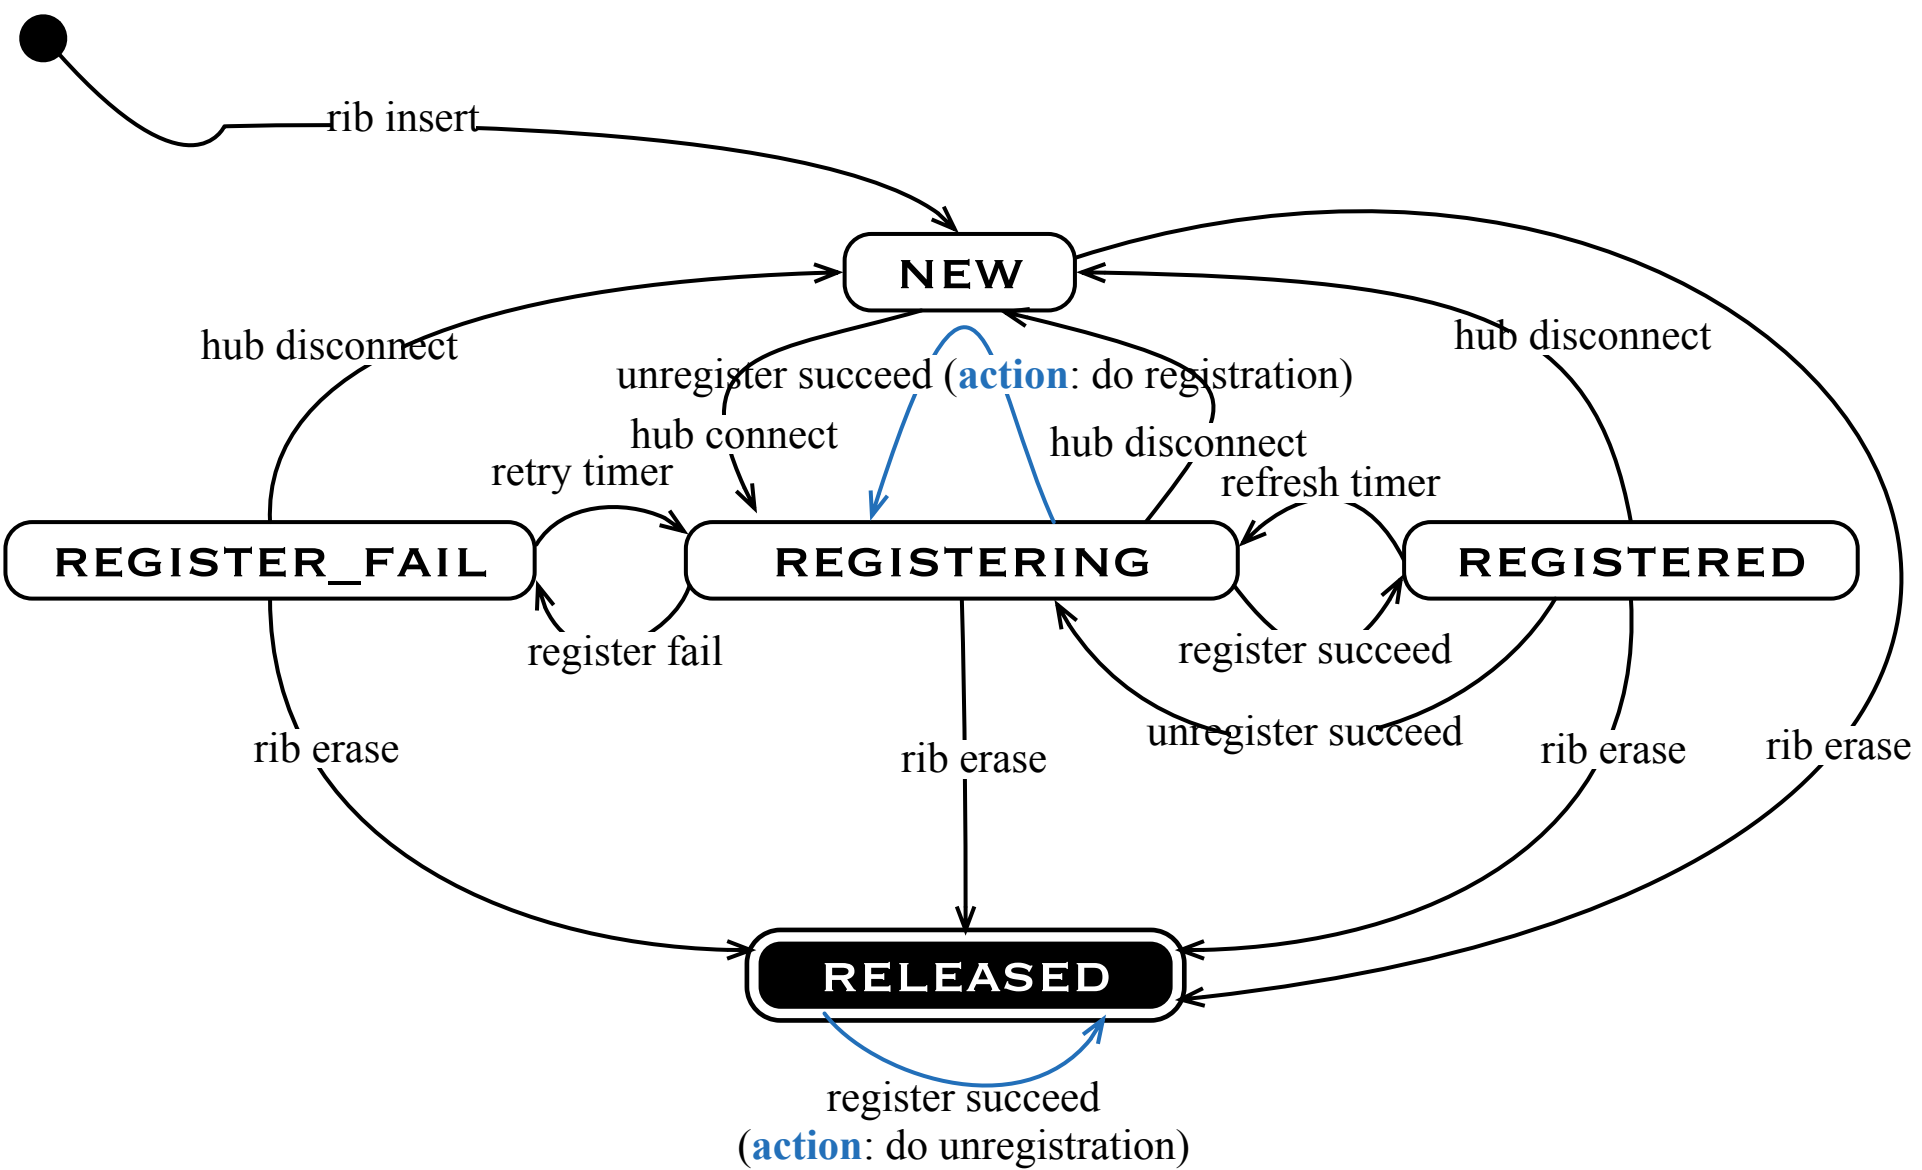 rib insert
NEW
hub disconnect
hub disconnect
unregister succeed (action: do registration)
hub connect
hub disconnect
retry timer
refresh timer
REGISTER_FAIL
REGISTERING
REGISTERED
register fail
register succeed
unregister succeed
rib erase
rib erase
rib erase
rib erase
RELEASED
register succeed
(action: do unregistration)